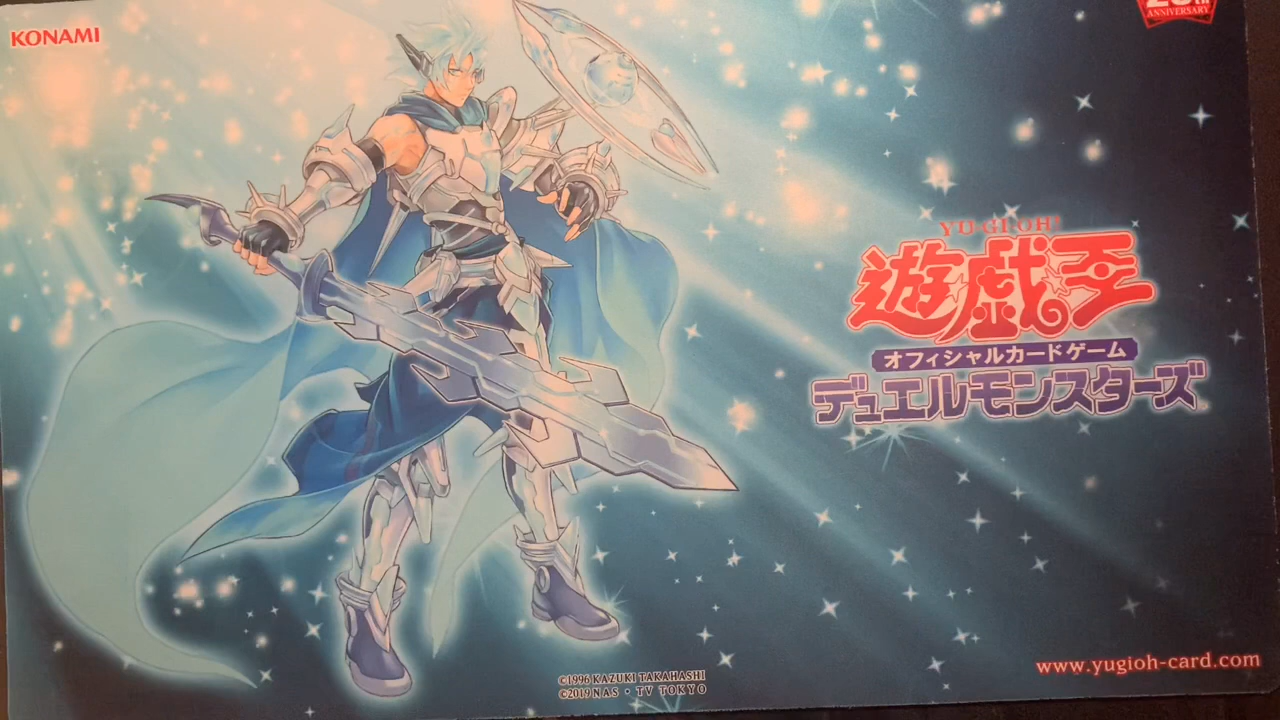 KONAMI
20th
ANNIVERSARY
YU-GI-OH!
遊戯王
オフィシャルカードゲーム
デュエルモンスターズ
©1996 KAZUKI TAKAHASHI
©2019 NAS・TV TOKYO
www.yugioh-card.com